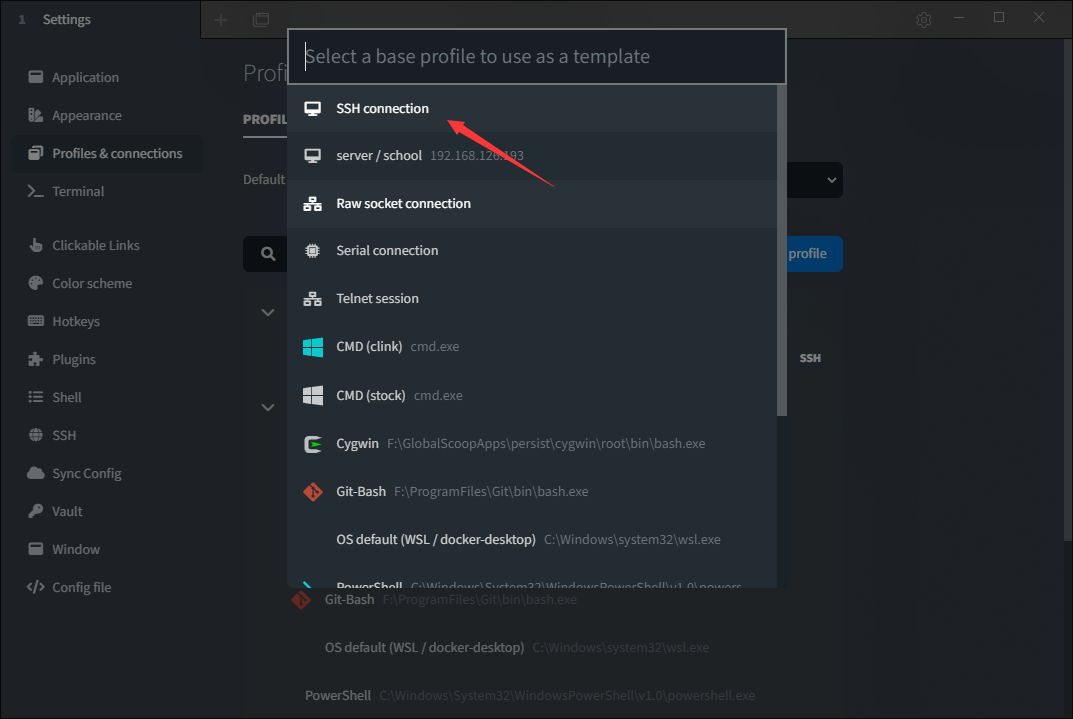 1 Settings
Application
Appearance
Profiles & connections
Terminal
Clickable Links
Color scheme
Hotkeys
Plugins
Shell
SSH
Sync Config
Vault
Window
Config file
Select a base profile to use as a template
SSH connection
server / school 192.168.126.193
Raw socket connection
Serial connection
Telnet session
CMD (clink) cmd.exe
CMD (stock) cmd.exe
Cygwin F:\GlobalScoopApps\persist\cygwin\root\bin\bash.exe
Git-Bash F:\ProgramFiles\Git\bin\bash.exe
OS default (WSL / docker-desktop) C:\Windows\system32\wsl.exe
PowerShell C:\Windows\System32\WindowsPowerShell\v1.0\powers
Default
profile
SSH
Git-Bash F:\ProgramFiles\Git\bin\bash.exe
OS default (WSL / docker-desktop) C:\Windows\system32\wsl.exe
PowerShell C:\Windows\System32\WindowsPowerShell\v1.0\powershell.exe